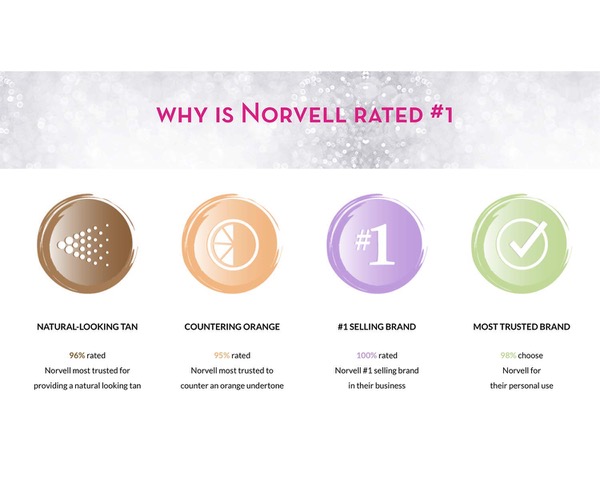 WHY IS NORVELL RATED #1
#1
NATURAL-LOOKING TAN
96% rated
Norvell most trusted for
providing a natural looking tan
COUNTERING ORANGE
95% rated
Norvell most trusted to
counter an orange undertone
#1 SELLING BRAND
100% rated
Norvell #1 selling brand
in their business
MOST TRUSTED BRAND
98% choose
Norvell for
their personal use